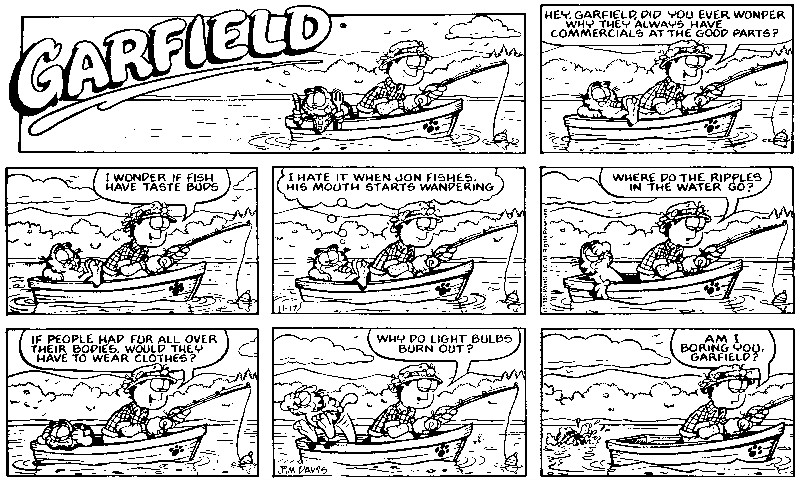 GARFIELD
HEY, GARFIELD, DID YOU EVER WONDER
WHY THEY ALWAYS HAVE
COMMERCIALS AT THE GOOD PARTS?
I WONDER IF FISH
HAVE TASTE BUDS
I HATE IT WHEN JON FISHES.
HIS MOUTH STARTS WANDERING
11-17
WHERE DO THE RIPPLES
IN THE WATER GO?
IF PEOPLE HAD FUR ALL OVER
THEIR BODIES, WOULD THEY
HAVE TO WEAR CLOTHES?
WHY DO LIGHT BULBS
BURN OUT?
JIM DAVIS
AM I
BORING YOU,
GARFIELD?